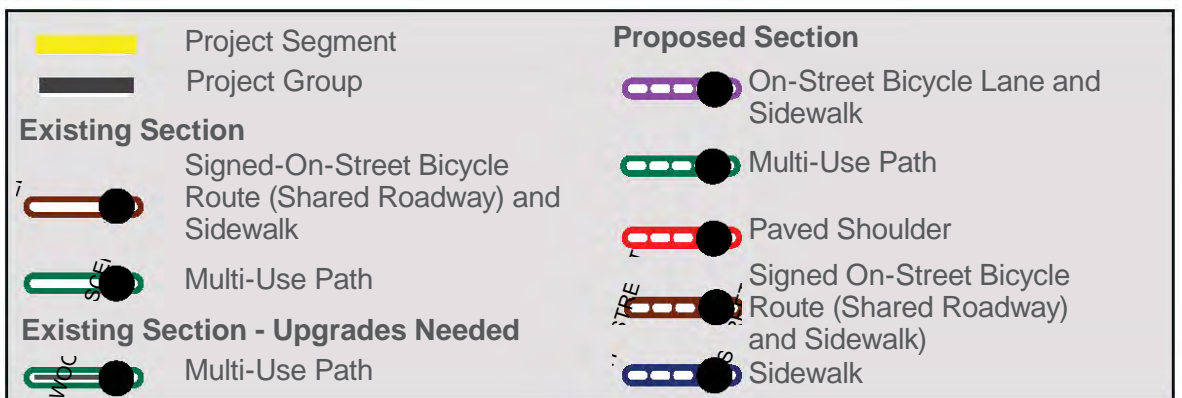 Project Segment
Project Group
Existing Section
Signed-On-Street Bicycle
Route (Shared Roadway) and
Sidewalk
Multi-Use Path
Existing Section - Upgrades Needed
Multi-Use Path
Proposed Section
On-Street Bicycle Lane and
Sidewalk
Multi-Use Path
Paved Shoulder
Signed On-Street Bicycle
Route (Shared Roadway)
and Sidewalk)
Sidewalk